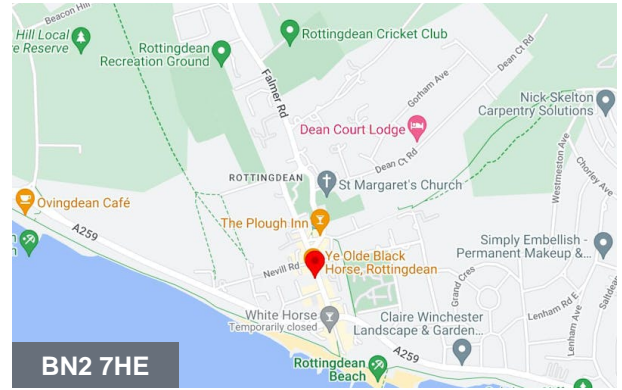 Beacon Hill
Hill Local
e Reserve
Rottingdean
Recreation Ground
Rottingdean Cricket Club
Falmer Rd
Dean Ct Rd
Gorham Ave
Nick Skelton
Carpentry Solutions
Dean Court Lodge
Westmeston Ave
Chorley Ave
Dean Ct Rd
ROTTINGDEAN
St Margaret's Church
Ovingdean Café
The Plough Inn
A259
Ye Olde Black
Horse, Rottingdean
Nevill Rd
Simply Embellish -
Permanent Makeup &...
Grand Cres
Lenham Rd E
Lenham Ave
Saltdean
White Horse
Temporarily closed
Claire Winchester
Landscape & Garden...
A259
Rottingdean
Beach
BN2 7HE